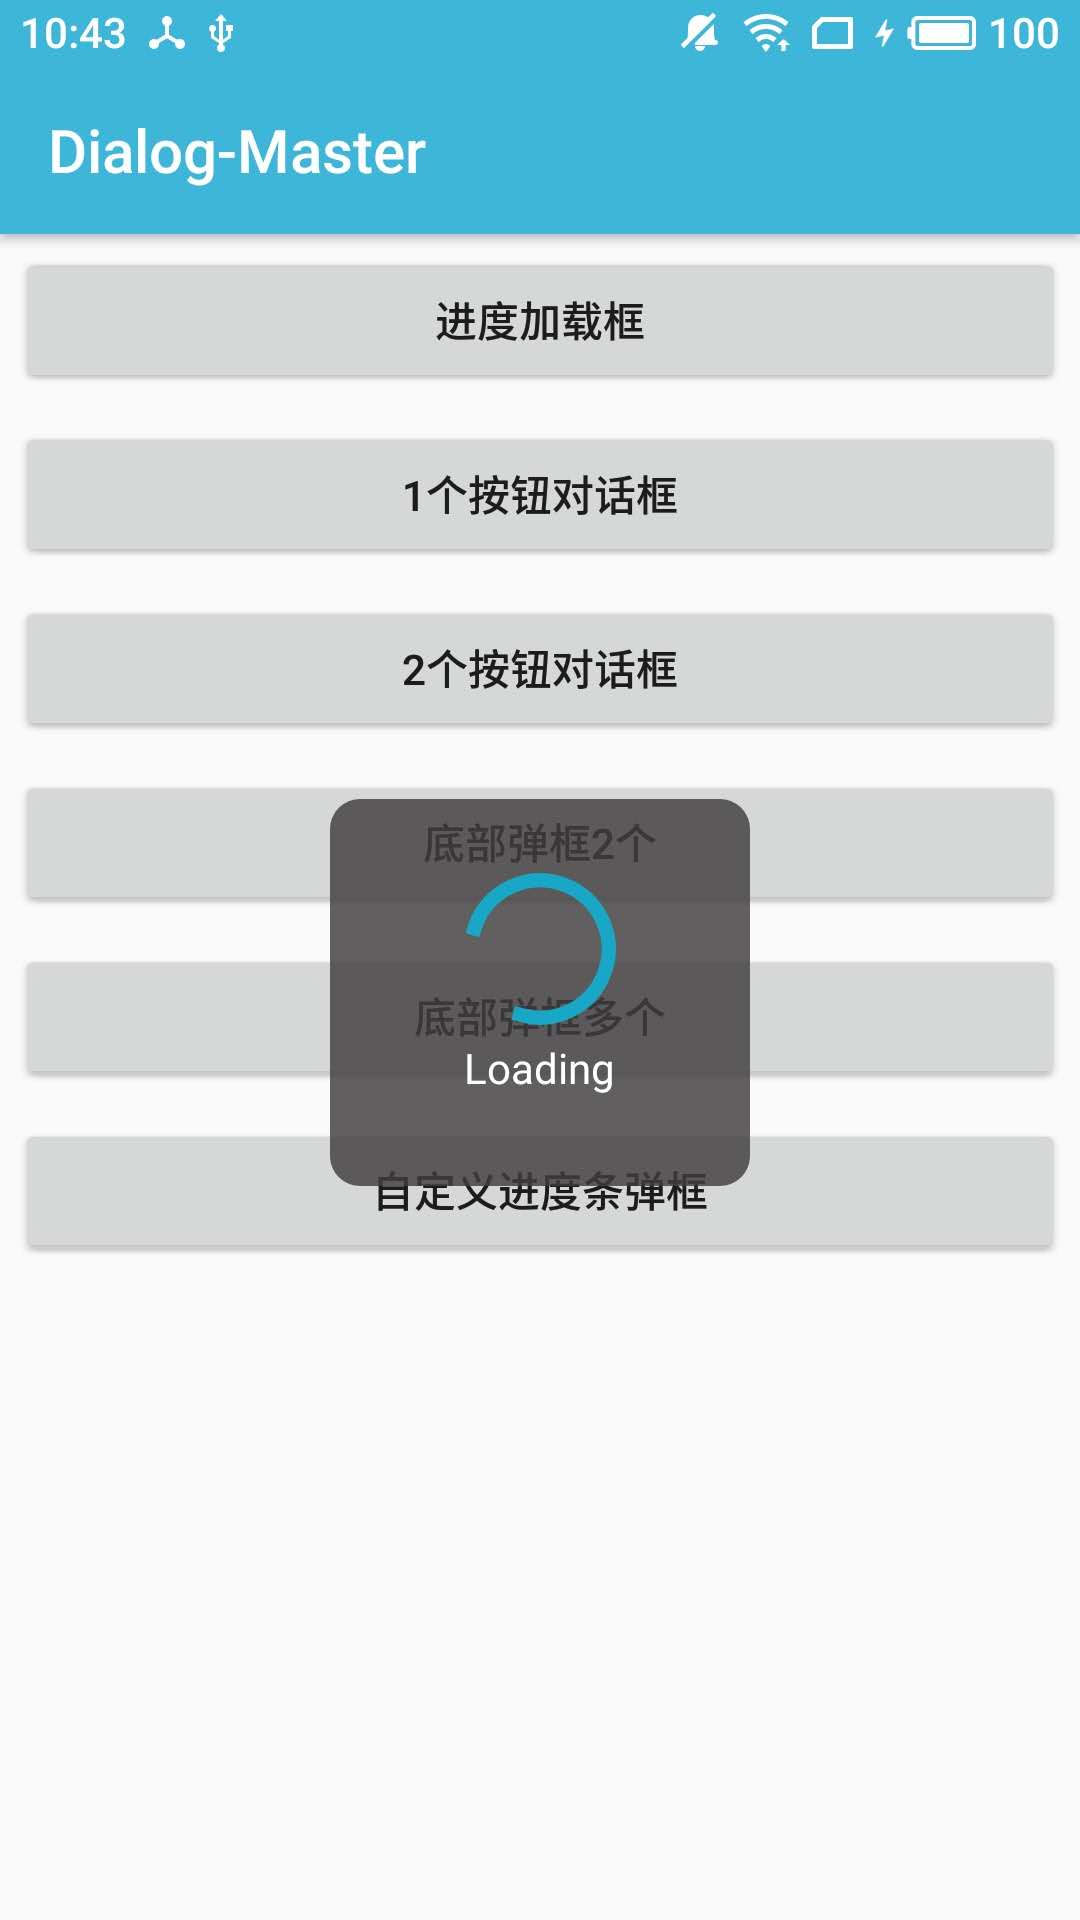 10:43 100
Dialog-Master
进度加载框
1个按钮对话框
2个按钮对话框
底部弹框2个
底部弹框多个
Loading
自定义进度条弹框